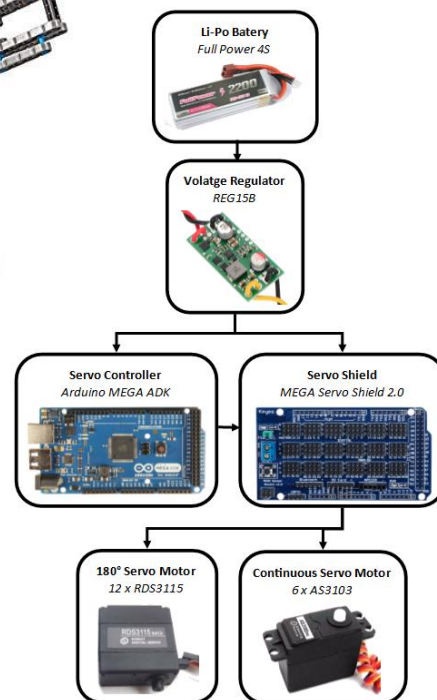 Li-Po Batery
Full Power 4S
2200
Volatge Regulator
REG15B
Servo Controller
Arduino MEGA ADK
Servo Shield
MEGA Servo Shield 2.0
180° Servo Motor
12 x RDS3115
RDS3115
Continuous Servo Motor
6 x AS3103